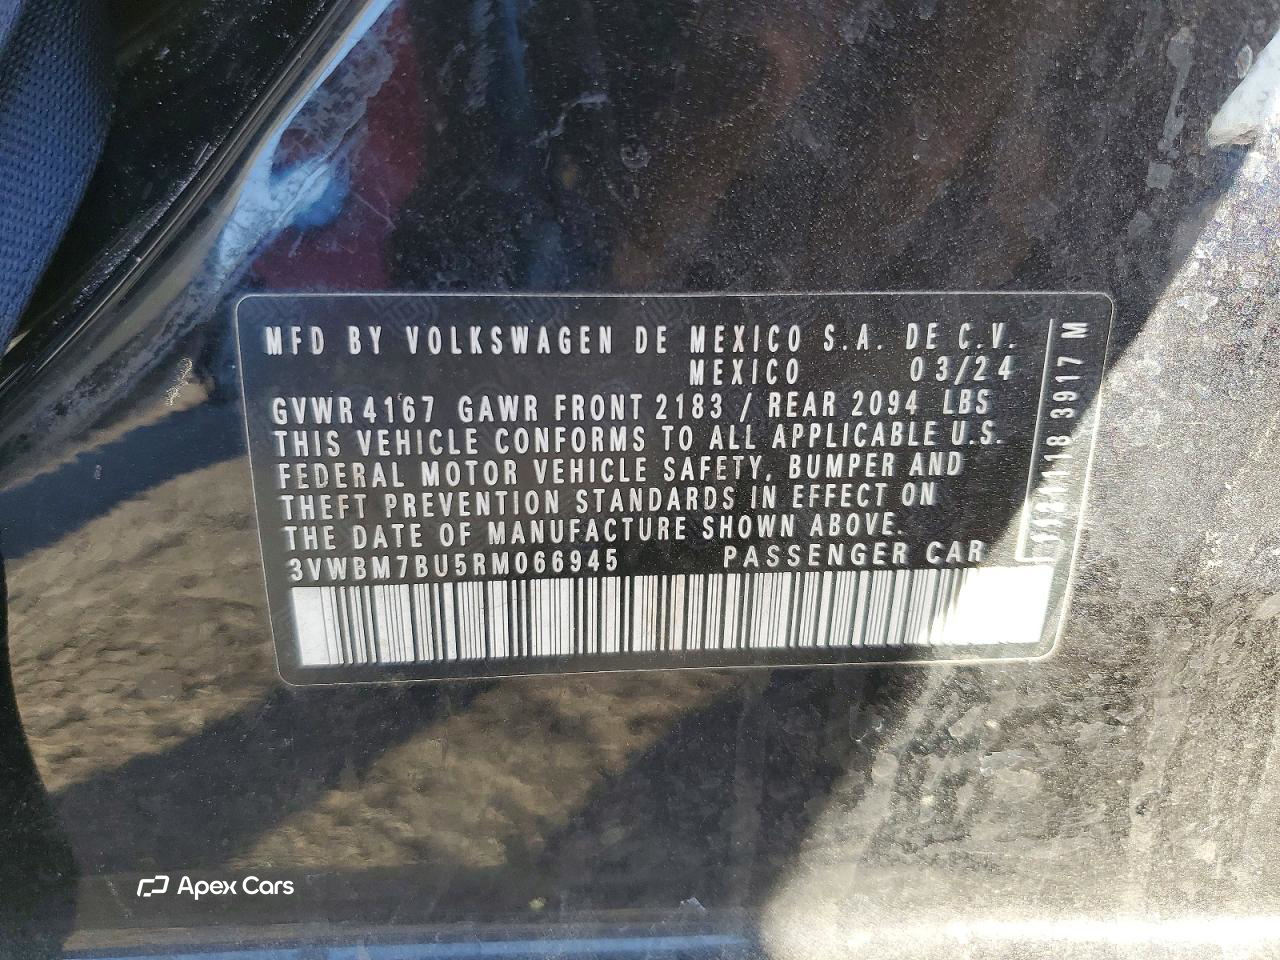 MFD BY VOLKSWAGEN DE MEXICO S.A. DE C.V.
MEXICO 03/24
GVWR 4167 GAWR FRONT 2183 / REAR 2094 LBS
THIS VEHICLE CONFORMS TO ALL APPLICABLE U.S.
FEDERAL MOTOR VEHICLE SAFETY, BUMPER AND
THEFT PREVENTION STANDARDS IN EFFECT ON
THE DATE OF MANUFACTURE SHOWN ABOVE.
3VWBM7BU5RM066945 PASSENGER CAR
3917 M
Apex Cars